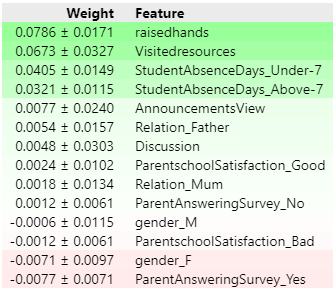 Weight Feature
0.0786 ± 0.0171 raisedhands
0.0673 ± 0.0327 Visitedresources
0.0405 ± 0.0149 StudentAbsenceDays_Under-7
0.0321 ± 0.0115 StudentAbsenceDays_Above-7
0.0077 ± 0.0240 AnnouncementsView
0.0054 ± 0.0157 Relation_Father
0.0048 ± 0.0303 Discussion
0.0024 ± 0.0102 ParentschoolSatisfaction_Good
0.0018 ± 0.0134 Relation_Mum
0.0012 ± 0.0061 ParentAnsweringSurvey_No
-0.0006 ± 0.0115 gender_M
-0.0012 ± 0.0061 ParentschoolSatisfaction_Bad
-0.0071 ± 0.0097 gender_F
-0.0077 ± 0.0071 ParentAnsweringSurvey_Yes